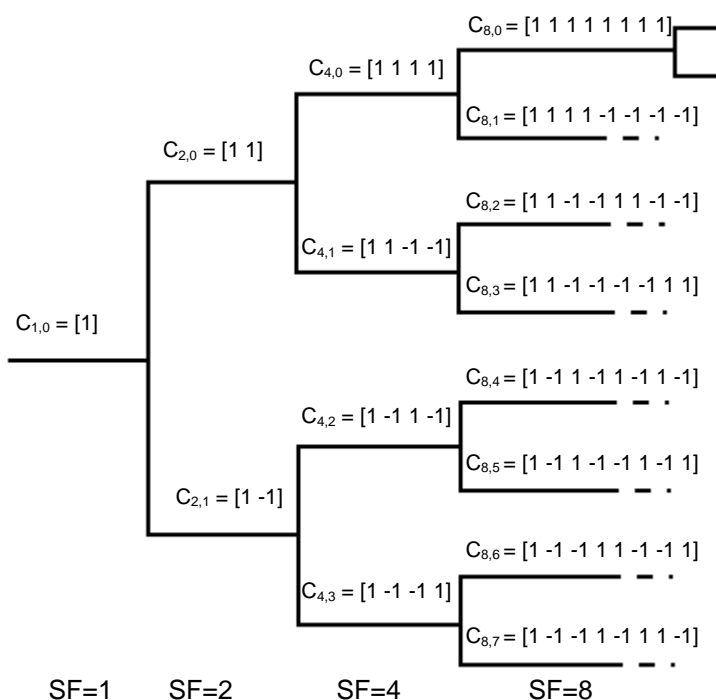 C8,0 = [1 1 1 1 1 1 1 1]
C4,0 = [1 1 1 1]
C8,1 = [1 1 1 1 -1 -1 -1 -1]
C2,0 = [1 1]
C8,2 = [1 1 -1 -1 1 1 -1 -1]
C4,1 = [1 1 -1 -1]
C8,3 = [1 1 -1 -1 -1 -1 1 1]
C1,0 = [1]
C8,4 = [1 -1 1 -1 1 -1 1 -1]
C4,2 = [1 -1 1 -1]
C8,5 = [1 -1 1 -1 -1 1 -1 1]
C2,1 = [1 -1]
C8,6 = [1 -1 -1 1 1 -1 -1 1]
C4,3 = [1 -1 -1 1]
C8,7 = [1 -1 -1 1 -1 1 1 -1]
SF=1 SF=2 SF=4 SF=8